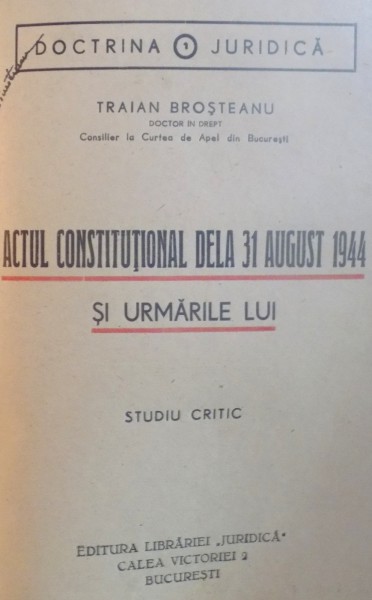 DOCTRINA 1 JURIDICĂ
TRAIAN BROȘTEANU
DOCTOR ÎN DREPT
Consilier la Curtea de Apel din București
ACTUL CONSTITUȚIONAL DELA 31 AUGUST 1944
ȘI URMĂRILE LUI
STUDIU CRITIC
EDITURA LIBRĂRIEI „JURIDICĂ"
CALEA VICTORIEI 2
BUCUREȘTI